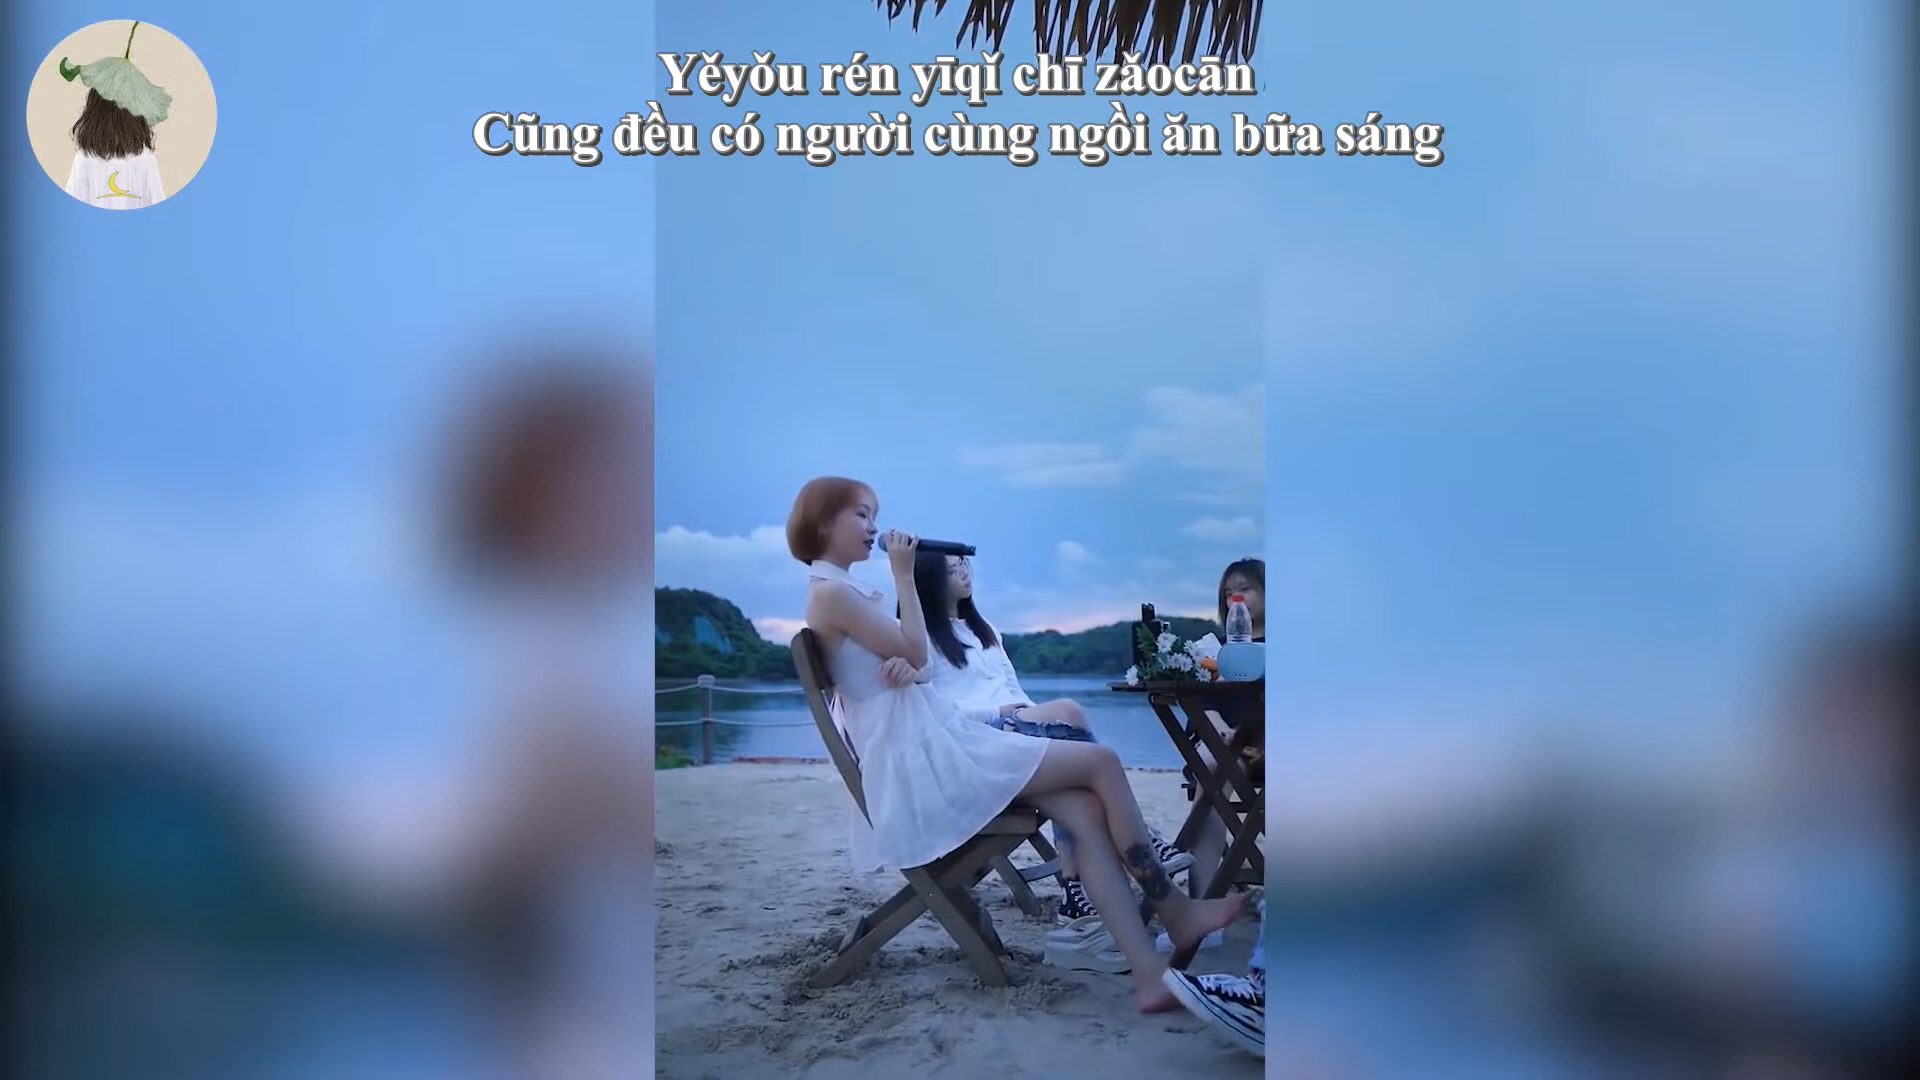 Yěyǒu rén yīqǐ chī zǎocān
Cũng đều có người cùng ngồi ăn bữa sáng